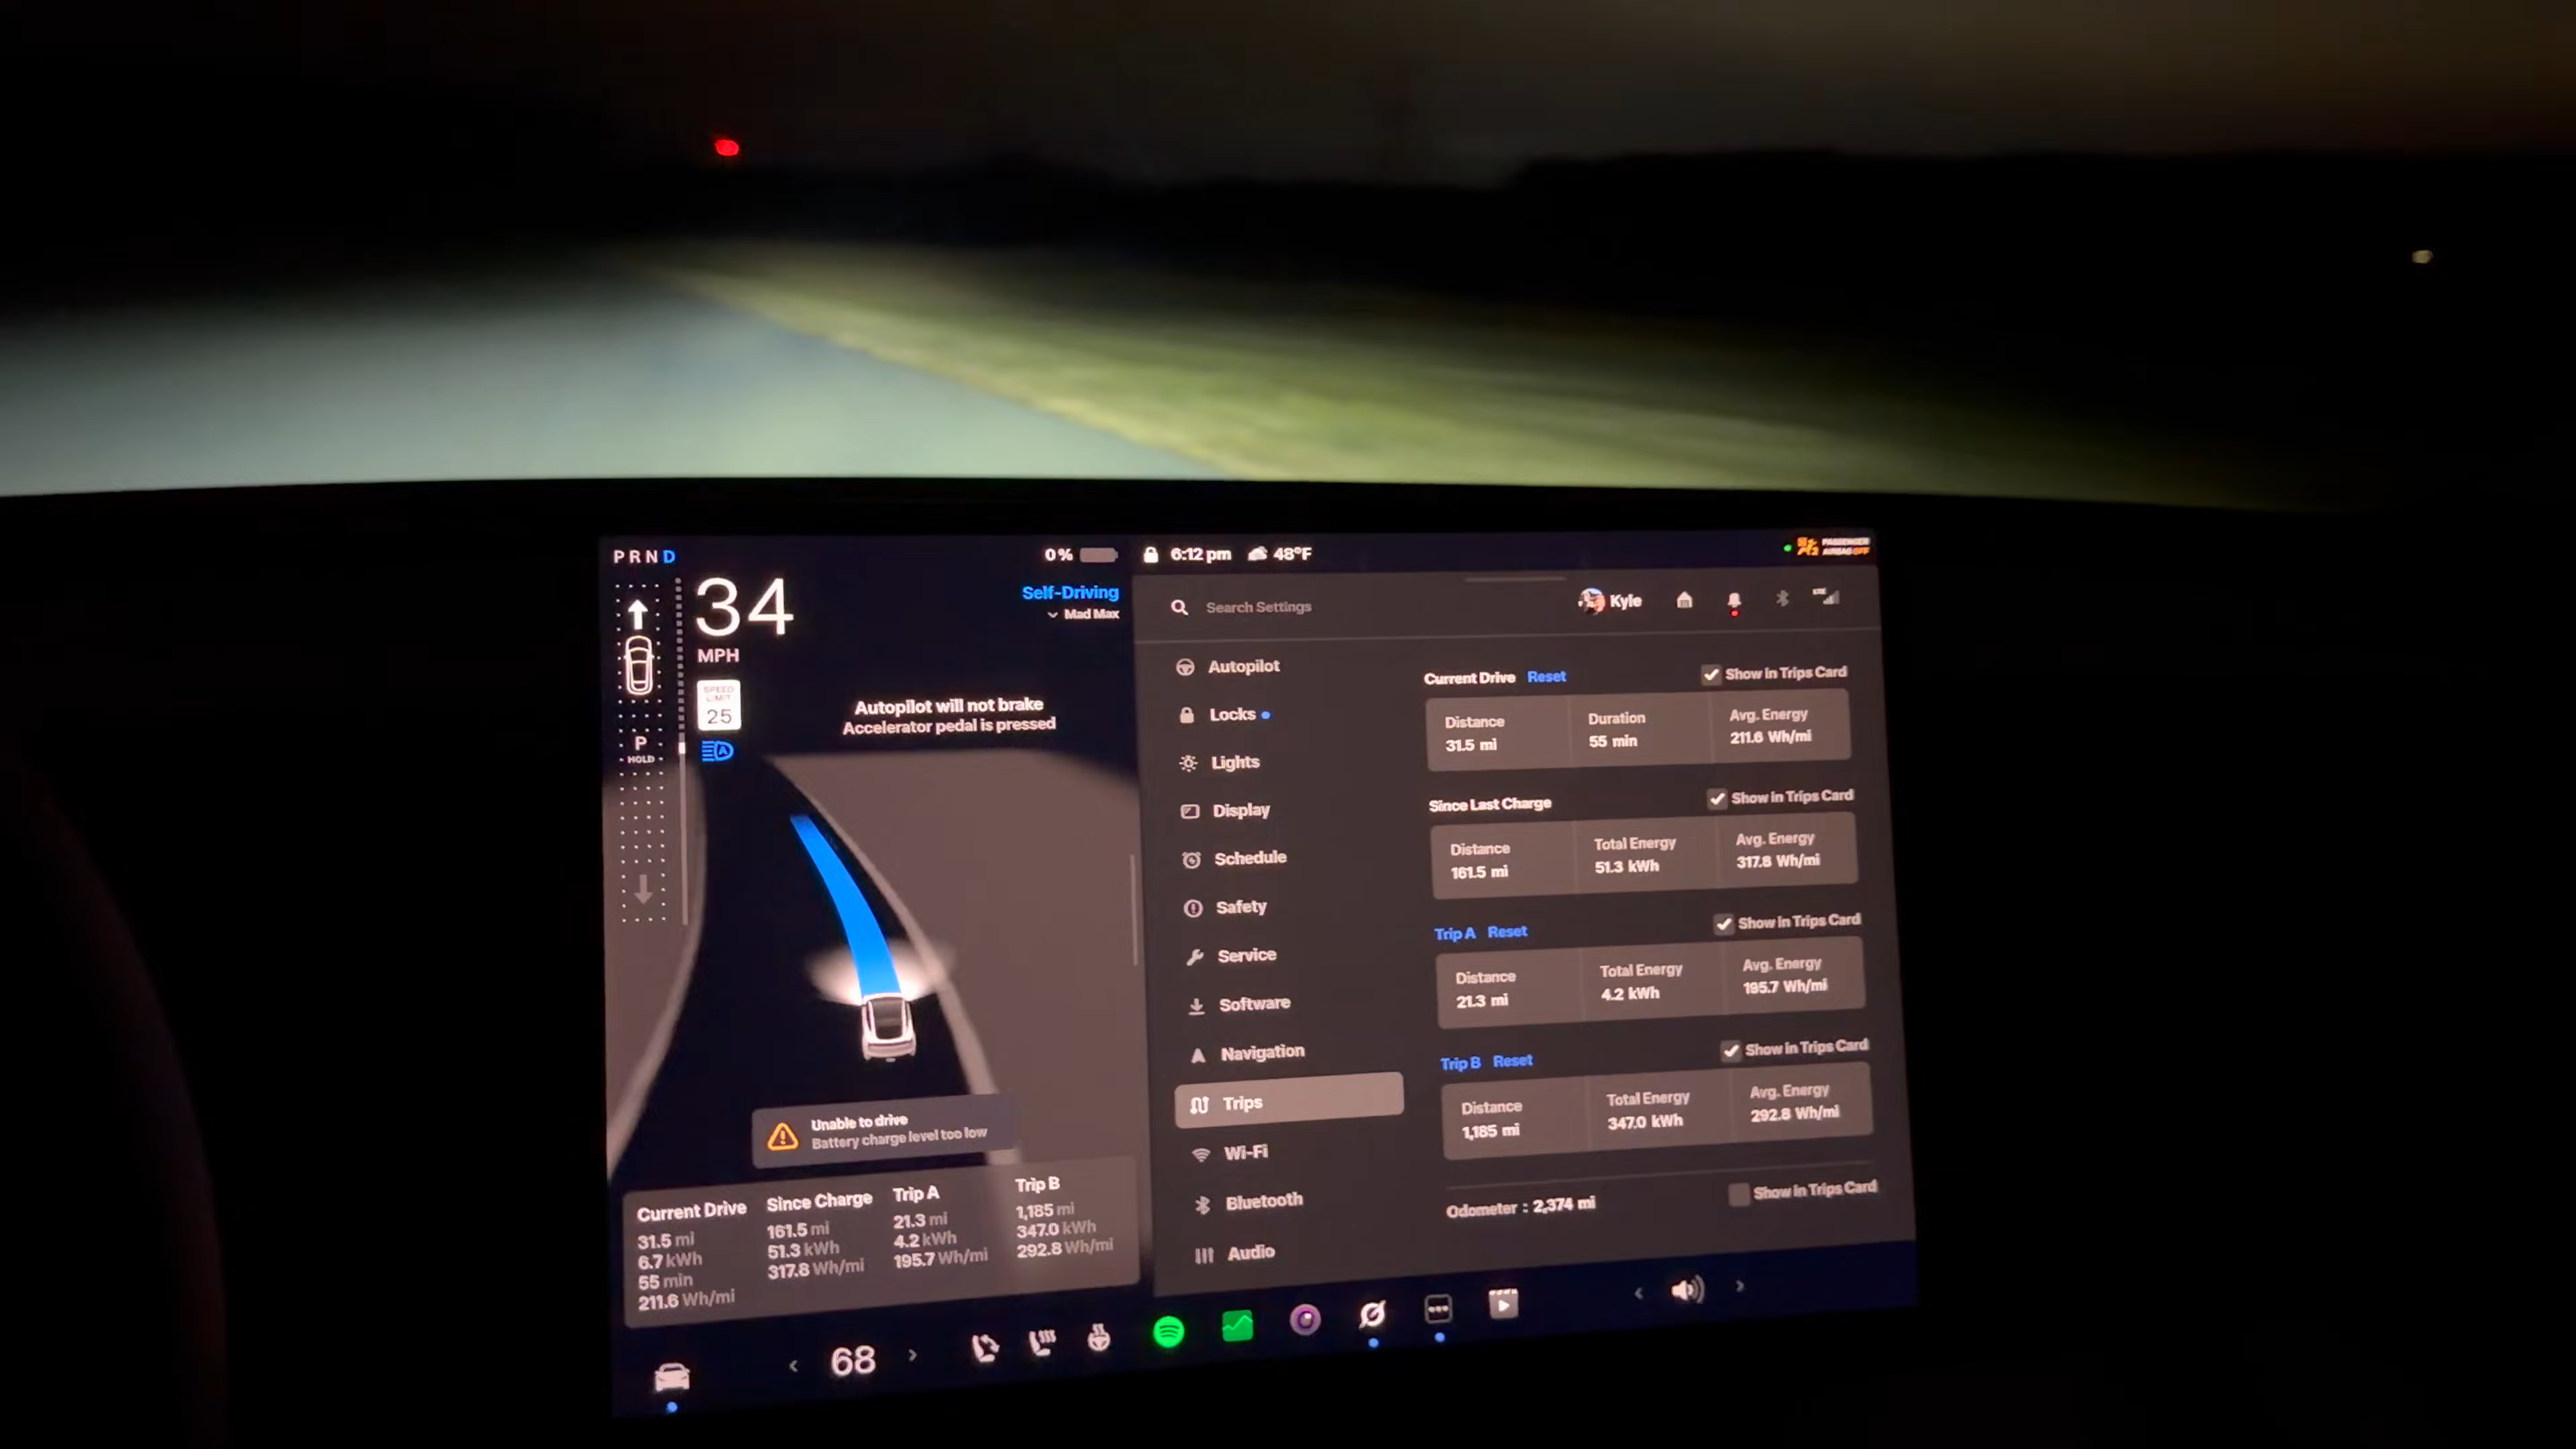 PRND
0%
6:12 pm
48°F
PASSENGER
AIRBAG OFF
34
MPH
Self-Driving
Mad Max
SPEED
LIMIT
25
A
Autopilot will not brake
Accelerator pedal is pressed
P
HOLD
Unable to drive
Battery charge level too low
Current Drive
31.5 mi
6.7 kWh
55 min
211.6 Wh/mi
Since Charge
161.5 mi
51.3 kWh
317.8 Wh/mi
Trip A
21.3 mi
4.2 kWh
195.7 Wh/mi
Trip B
1,185 mi
347.0 kWh
292.8 Wh/mi
Search Settings
Kyle
LTE
Autopilot
Locks
Lights
Display
Schedule
Safety
Service
Software
Navigation
Trips
Wi-Fi
Bluetooth
Audio
Current Drive Reset
Show in Trips Card
Distance
31.5 mi
Duration
55 min
Avg. Energy
211.6 Wh/mi
Since Last Charge
Show in Trips Card
Distance
161.5 mi
Total Energy
51.3 kWh
Avg. Energy
317.8 Wh/mi
Trip A Reset
Show in Trips Card
Distance
21.3 mi
Total Energy
4.2 kWh
Avg. Energy
195.7 Wh/mi
Trip B Reset
Show in Trips Card
Distance
1,185 mi
Total Energy
347.0 kWh
Avg. Energy
292.8 Wh/mi
Odometer : 2,374 mi
Show in Trips Card
68